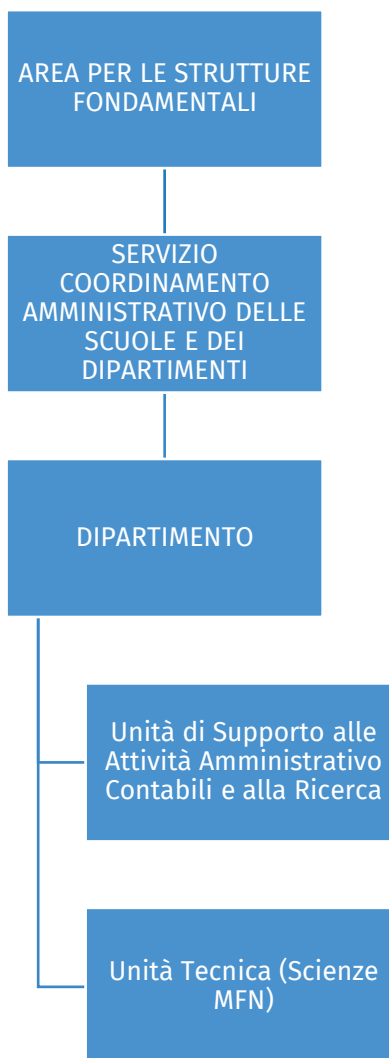 AREA PER LE STRUTTURE
FONDAMENTALI
SERVIZIO
COORDINAMENTO
AMMINISTRATIVO DELLE
SCUOLE E DEI
DIPARTIMENTI
DIPARTIMENTO
Unità di Supporto alle
Attività Amministrativo
Contabili e alla Ricerca
Unità Tecnica (Scienze
MFN)